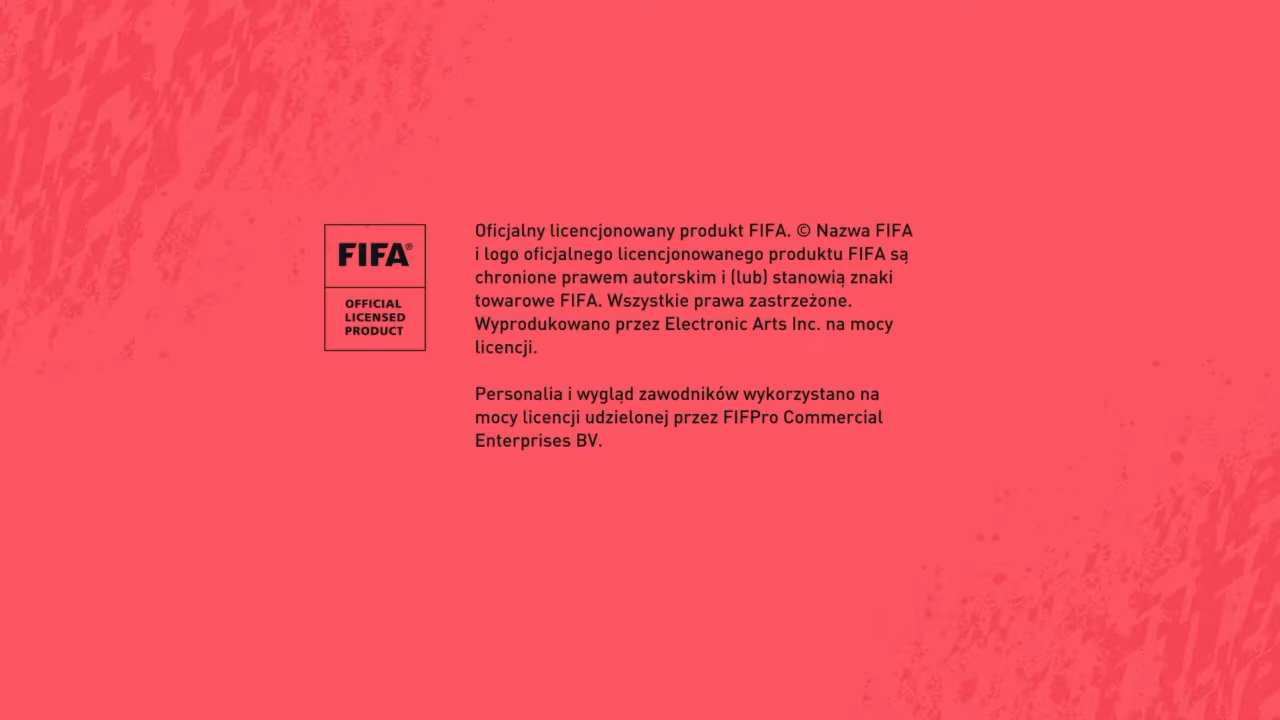 FIFA®
OFFICIAL
LICENSED
PRODUCT
Oficjalny licencjonowany produkt FIFA. © Nazwa FIFA
i logo oficjalnego licencjonowanego produktu FIFA są
chronione prawem autorskim i (lub) stanowią znaki
towarowe FIFA. Wszystkie prawa zastrzeżone.
Wyprodukowano przez Electronic Arts Inc. na mocy
licencji.
Personalia i wygląd zawodników wykorzystano na
mocy licencji udzielonej przez FIFPro Commercial
Enterprises BV.